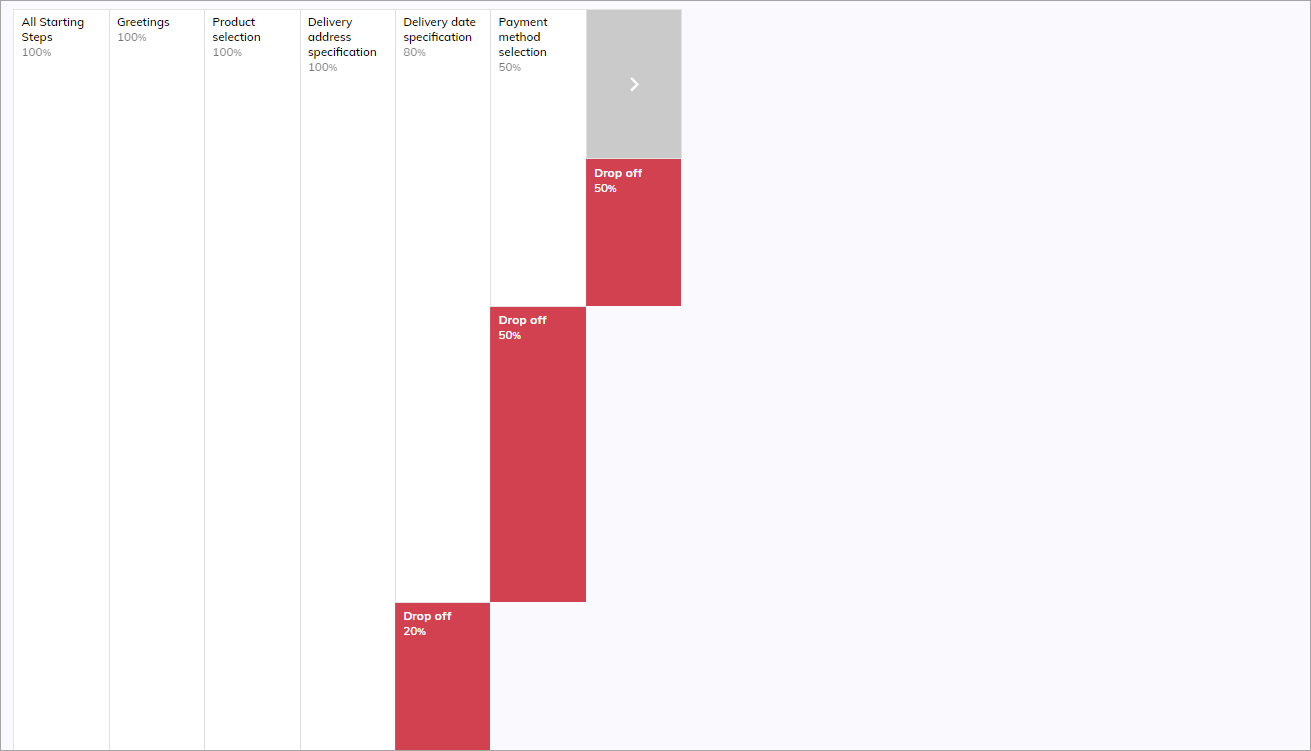 All Starting
Steps
100%
Greetings
100%
Product
selection
100%
Delivery
address
specification
100%
Delivery date
specification
80%
Payment
method
selection
50%
Drop off
50%
Drop off
50%
Drop off
20%